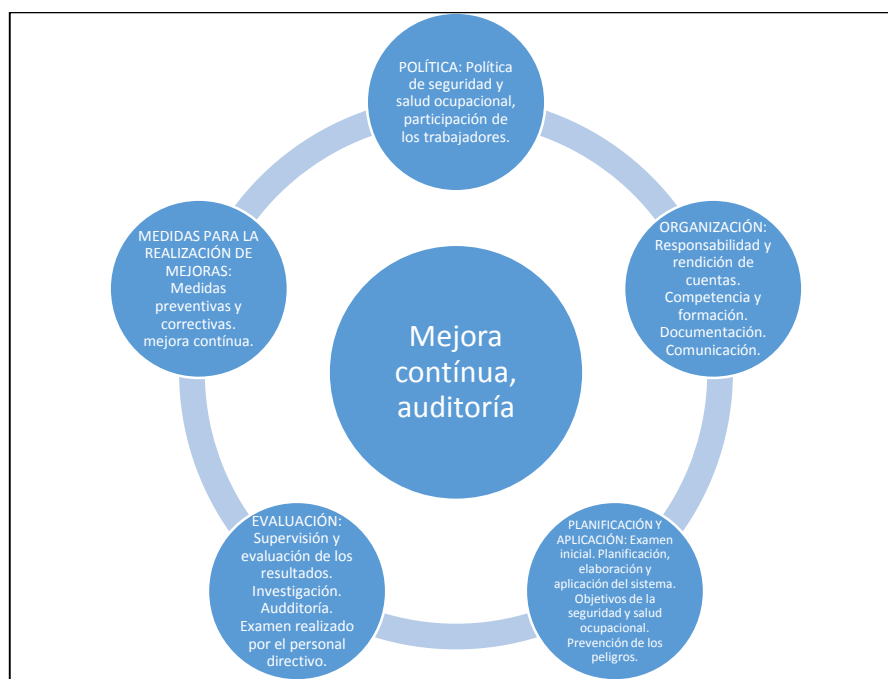 POLÍTICA: Política
de seguridad y
salud ocupacional,
participación de
los trabajadores.
ORGANIZACIÓN:
Responsabilidad y
rendición de
cuentas.
Competencia y
formación.
Documentación.
Comunicación.
PLANIFICACIÓN Y
APLICACIÓN: Examen
inicial. Planificación,
elaboración y
aplicación del sistema.
Objetivos de la
seguridad y salud
ocupacional.
Prevención de los
peligros.
EVALUACIÓN:
Supervisión y
evaluación de los
resultados.
Investigación.
Auditoría.
Examen realizado
por el personal
directivo.
MEDIDAS PARA LA
REALIZACIÓN DE
MEJORAS:
Medidas
preventivas y
correctivas.
mejora contínua.
Mejora
contínua,
auditoría